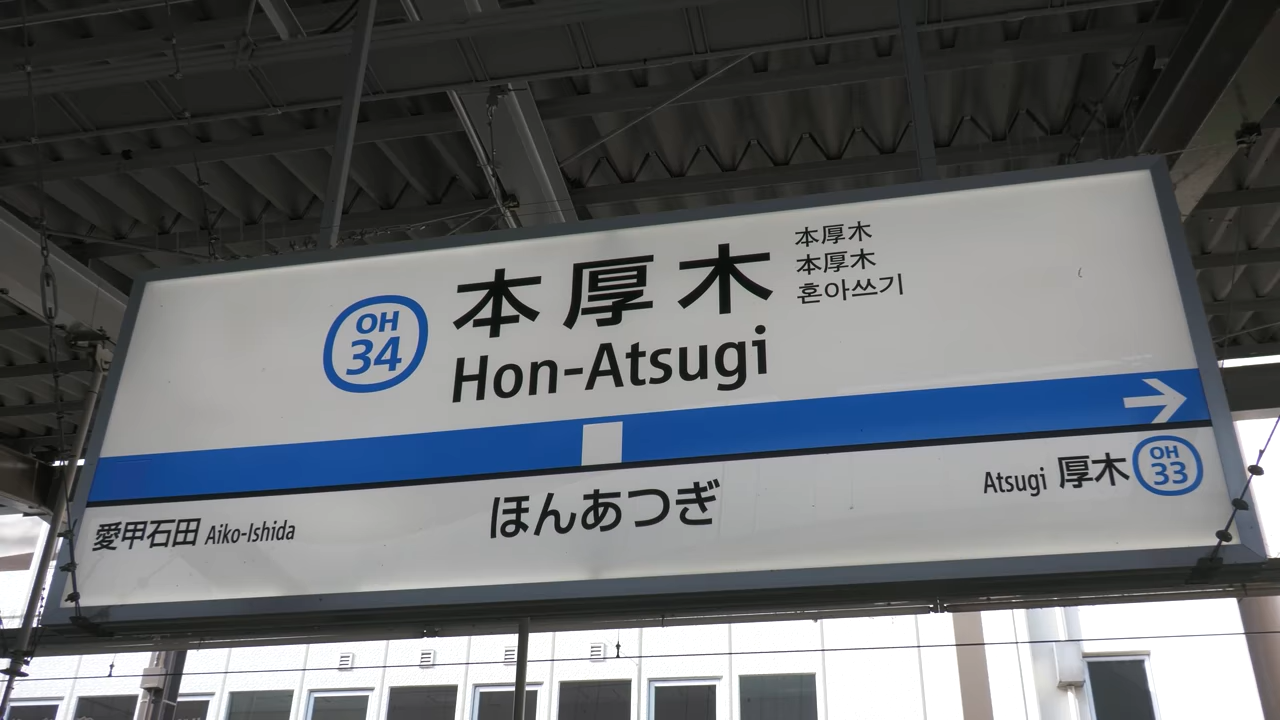 OH
34
本厚木
Hon-Atsugi
本厚木
本厚木
혼아쓰기
愛甲石田 Aiko-Ishida
ほんあつぎ
Atsugi 厚木
OH
33